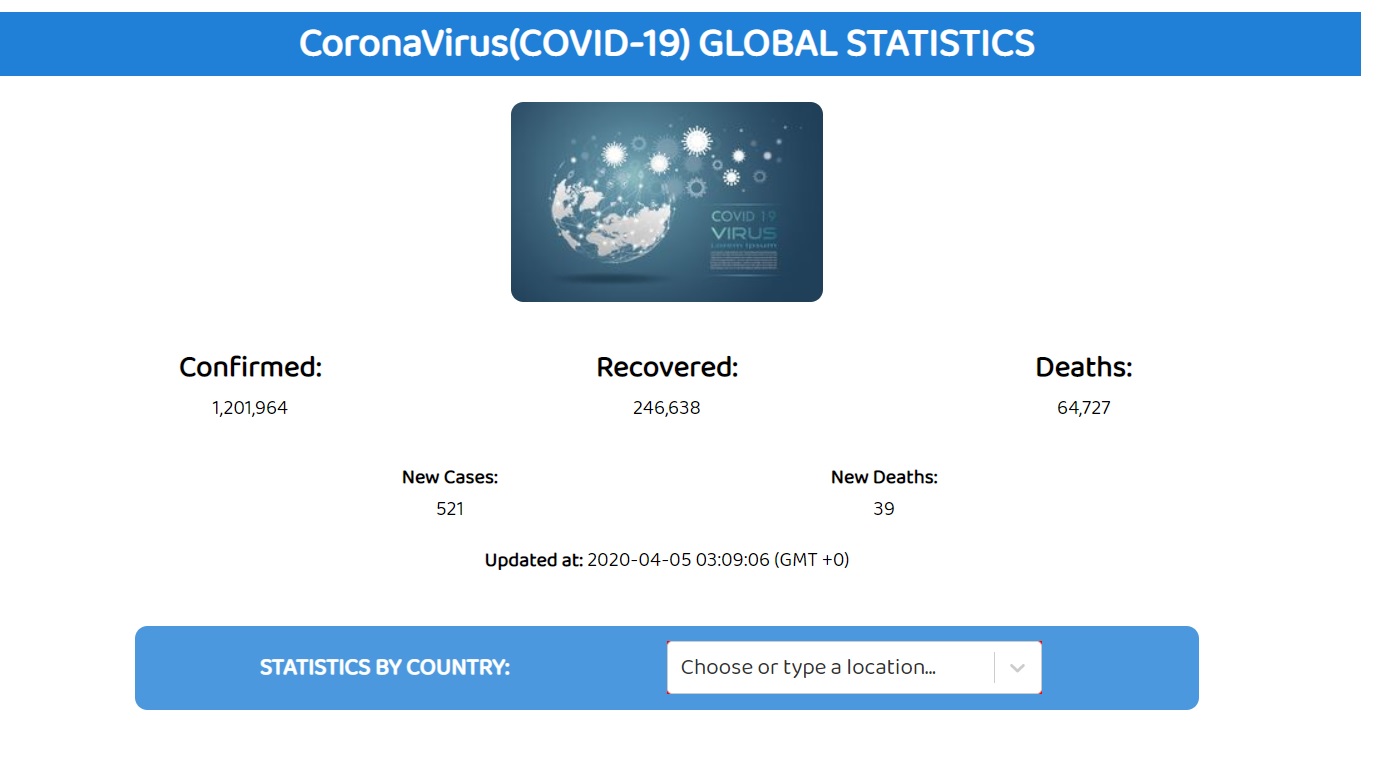 CoronaVirus(COVID-19) GLOBAL STATISTICS
COVID 19
VIRUS
Lorem Ipsum
Confirmed:
1,201,964
Recovered:
246,638
Deaths:
64,727
New Cases:
521
New Deaths:
39
Updated at: 2020-04-05 03:09:06 (GMT +0)
STATISTICS BY COUNTRY:
Choose or type a location...